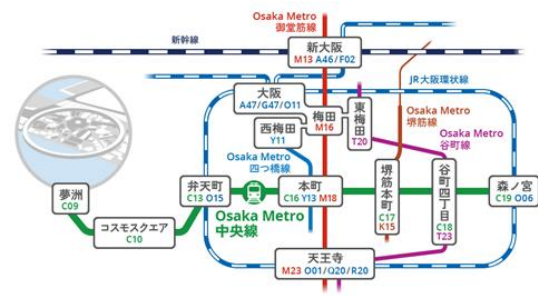 Osaka Metro
御堂筋線
新幹線
新大阪
M13 A46/F02
JR大阪環状線
大阪
A47/G47/O11
梅田
M16
東梅田
T20
西梅田
Y11
Osaka Metro
堺筋線
Osaka Metro
谷町線
Osaka Metro
四つ橋線
夢洲
C09
コスモスクエア
C10
弁天町
C13 O15
Osaka Metro
中央線
本町
C16 Y13 M18
堺筋本町
C17
K15
谷町四丁目
C18
T23
森ノ宮
C19 O06
天王寺
M23 O01/Q20/R20